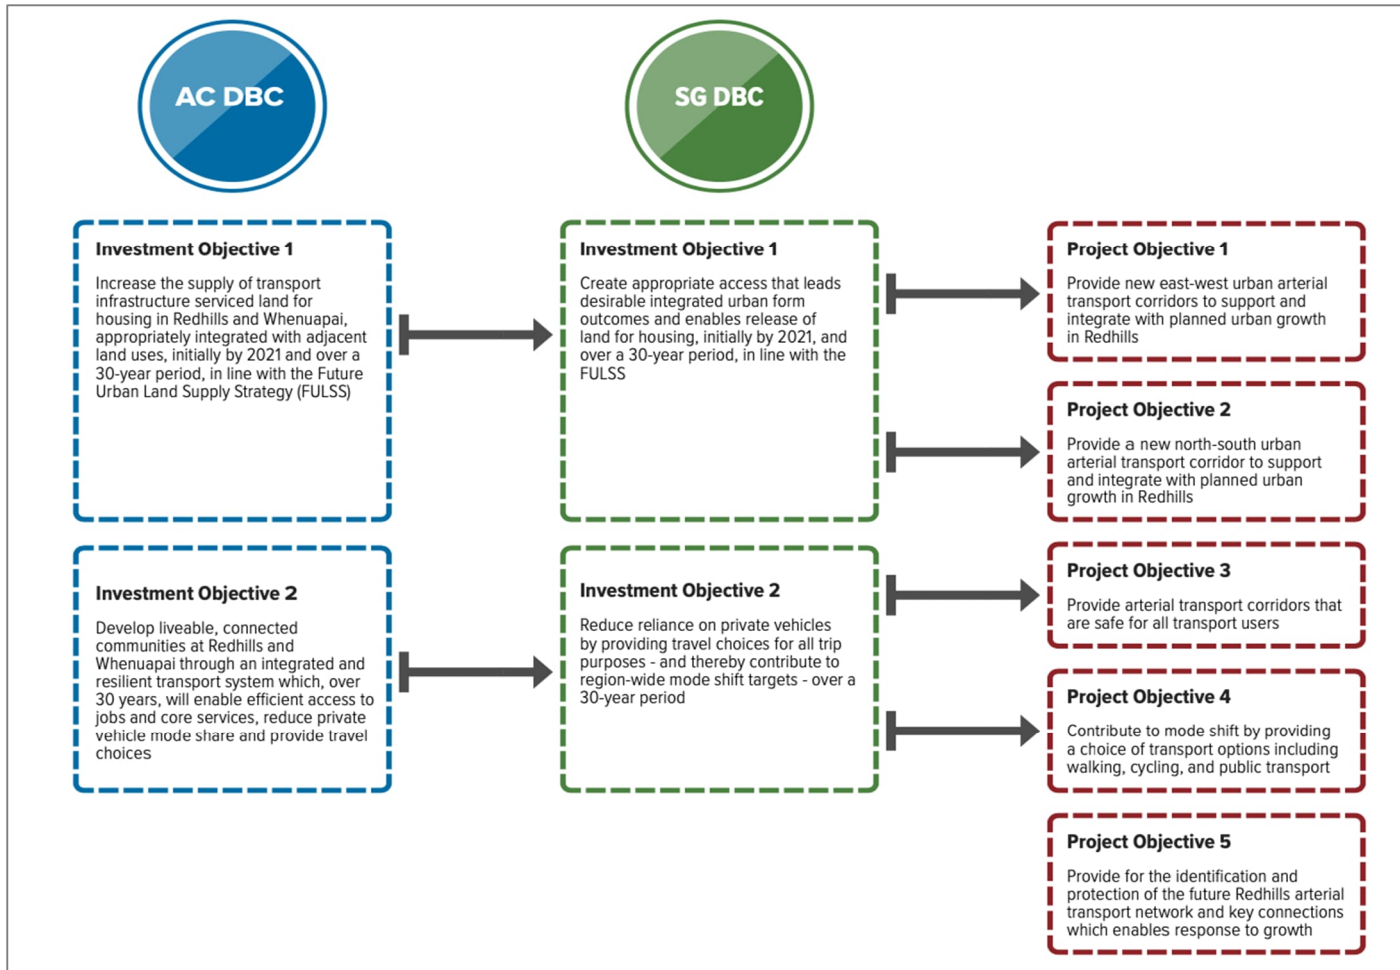 AC DBC
SG DBC
Investment Objective 1
Increase the supply of transport
infrastructure serviced land for
housing in Redhills and Whenuapai,
appropriately integrated with adjacent
land uses, initially by 2021 and over a
30-year period, in line with the Future
Urban Land Supply Strategy (FULSS)
Investment Objective 1
Create appropriate access that leads
desirable integrated urban form
outcomes and enables release of
land for housing, initially by 2021, and
over a 30-year period, in line with the
FULSS
Project Objective 1
Provide new east-west urban arterial
transport corridors to support and
integrate with planned urban growth
in Redhills
Project Objective 2
Provide a new north-south urban
arterial transport corridor to support
and integrate with planned urban
growth in Redhills
Investment Objective 2
Develop liveable, connected
communities at Redhills and
Whenuapai through an integrated and
resilient transport system which, over
30 years, will enable efficient access to
jobs and core services, reduce private
vehicle mode share and provide travel
choices
Investment Objective 2
Reduce reliance on private vehicles
by providing travel choices for all trip
purposes - and thereby contribute to
region-wide mode shift targets - over a
30-year period
Project Objective 3
Provide arterial transport corridors that
are safe for all transport users
Project Objective 4
Contribute to mode shift by providing
a choice of transport options including
walking, cycling, and public transport
Project Objective 5
Provide for the identification and
protection of the future Redhills arterial
transport network and key connections
which enables response to growth